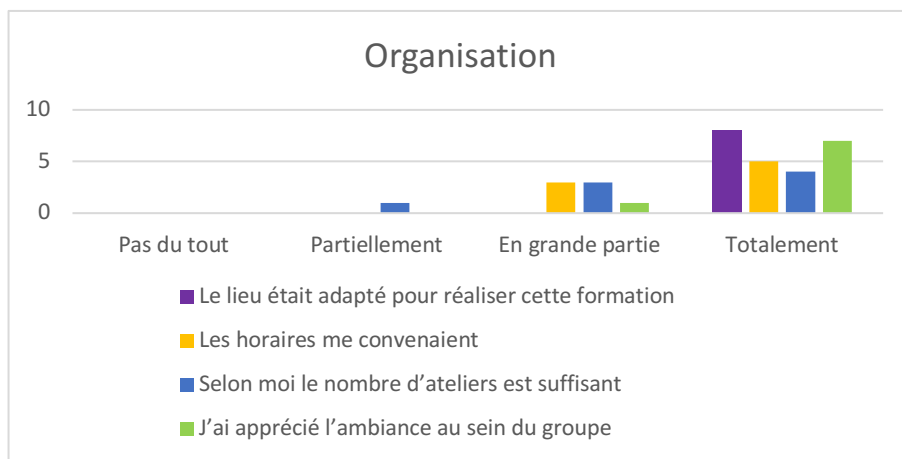 Organisation
10
5
0
Pas du tout
Partiellement
En grande partie
Totalement
Le lieu était adapté pour réaliser cette formation
Les horaires me convenaient
Selon moi le nombre d’ateliers est suffisant
J’ai apprécié l’ambiance au sein du groupe